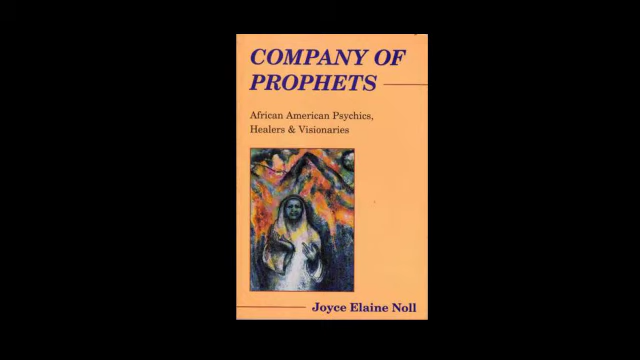 COMPANY OF
PROPHETS
African American Psychics,
Healers & Visionaries
Joyce Elaine Noll